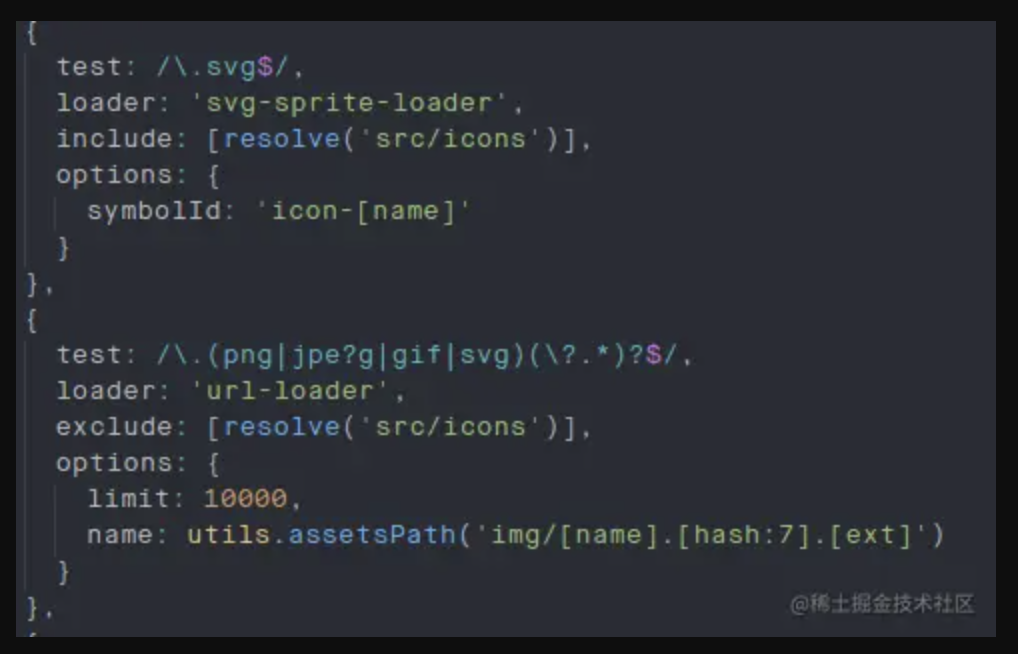 {
  test: /\.svg$/,
  loader: 'svg-sprite-loader',
  include: [resolve('src/icons')],
  options: {
    symbolId: 'icon-[name]'
  }
},
{
  test: /\.(png|jpe?g|gif|svg)(\?.*)?$/,
  loader: 'url-loader',
  exclude: [resolve('src/icons')],
  options: {
    limit: 10000,
    name: utils.assetsPath('img/[name].[hash:7].[ext]')
  }
},
@稀土掘金技术社区